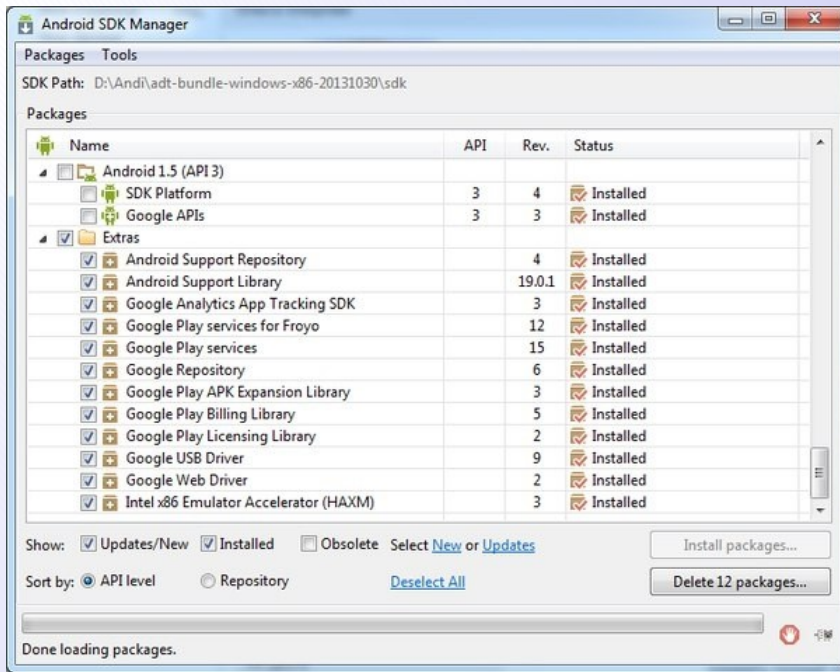 Android SDK Manager
Packages Tools
SDK Path: D:\Andi\adt-bundle-windows-x86-20131030\sdk
Packages
Name API Rev. Status
Android 1.5 (API 3)
SDK Platform 3 4 Installed
Google APIs 3 3 Installed
Extras
Android Support Repository 4 Installed
Android Support Library 19.0.1 Installed
Google Analytics App Tracking SDK 3 Installed
Google Play services for Froyo 12 Installed
Google Play services 15 Installed
Google Repository 6 Installed
Google Play APK Expansion Library 3 Installed
Google Play Billing Library 5 Installed
Google Play Licensing Library 2 Installed
Google USB Driver 9 Installed
Google Web Driver 2 Installed
Intel x86 Emulator Accelerator (HAXM) 3 Installed
Show: Updates/New Installed Obsolete Select New or Updates Install packages...
Sort by: API level Repository Deselect All Delete 12 packages...
Done loading packages.